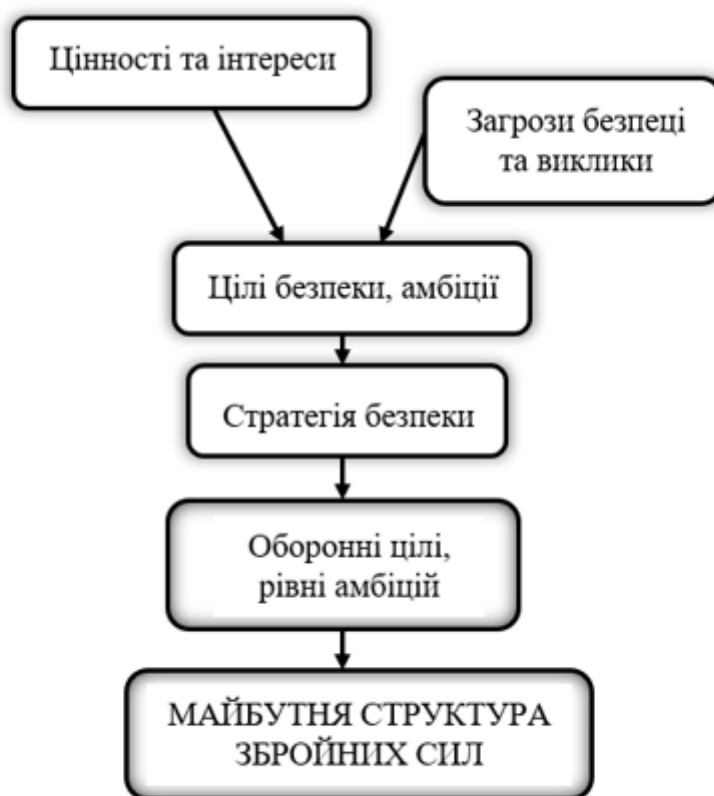 Цінності та інтереси
Загрози безпеці
та виклики
Цілі безпеки, амбіції
Стратегія безпеки
Оборонні цілі,
рівні амбіцій
МАЙБУТНЯ СТРУКТУРА
ЗБРОЙНИХ СИЛ